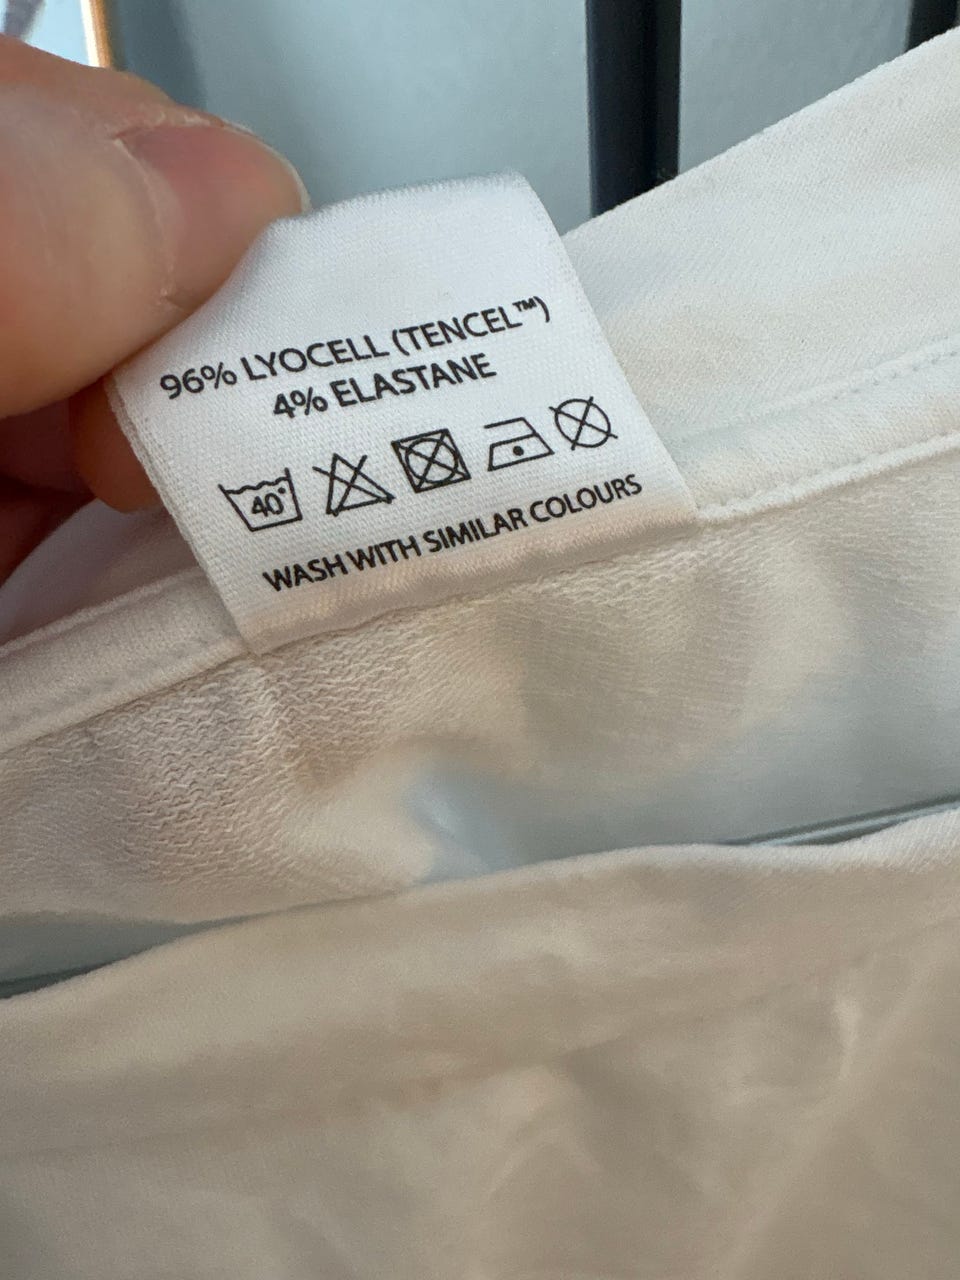 96% LYOCELL (TENCEL™)
4% ELASTANE
40°
WASH WITH SIMILAR COLOURS